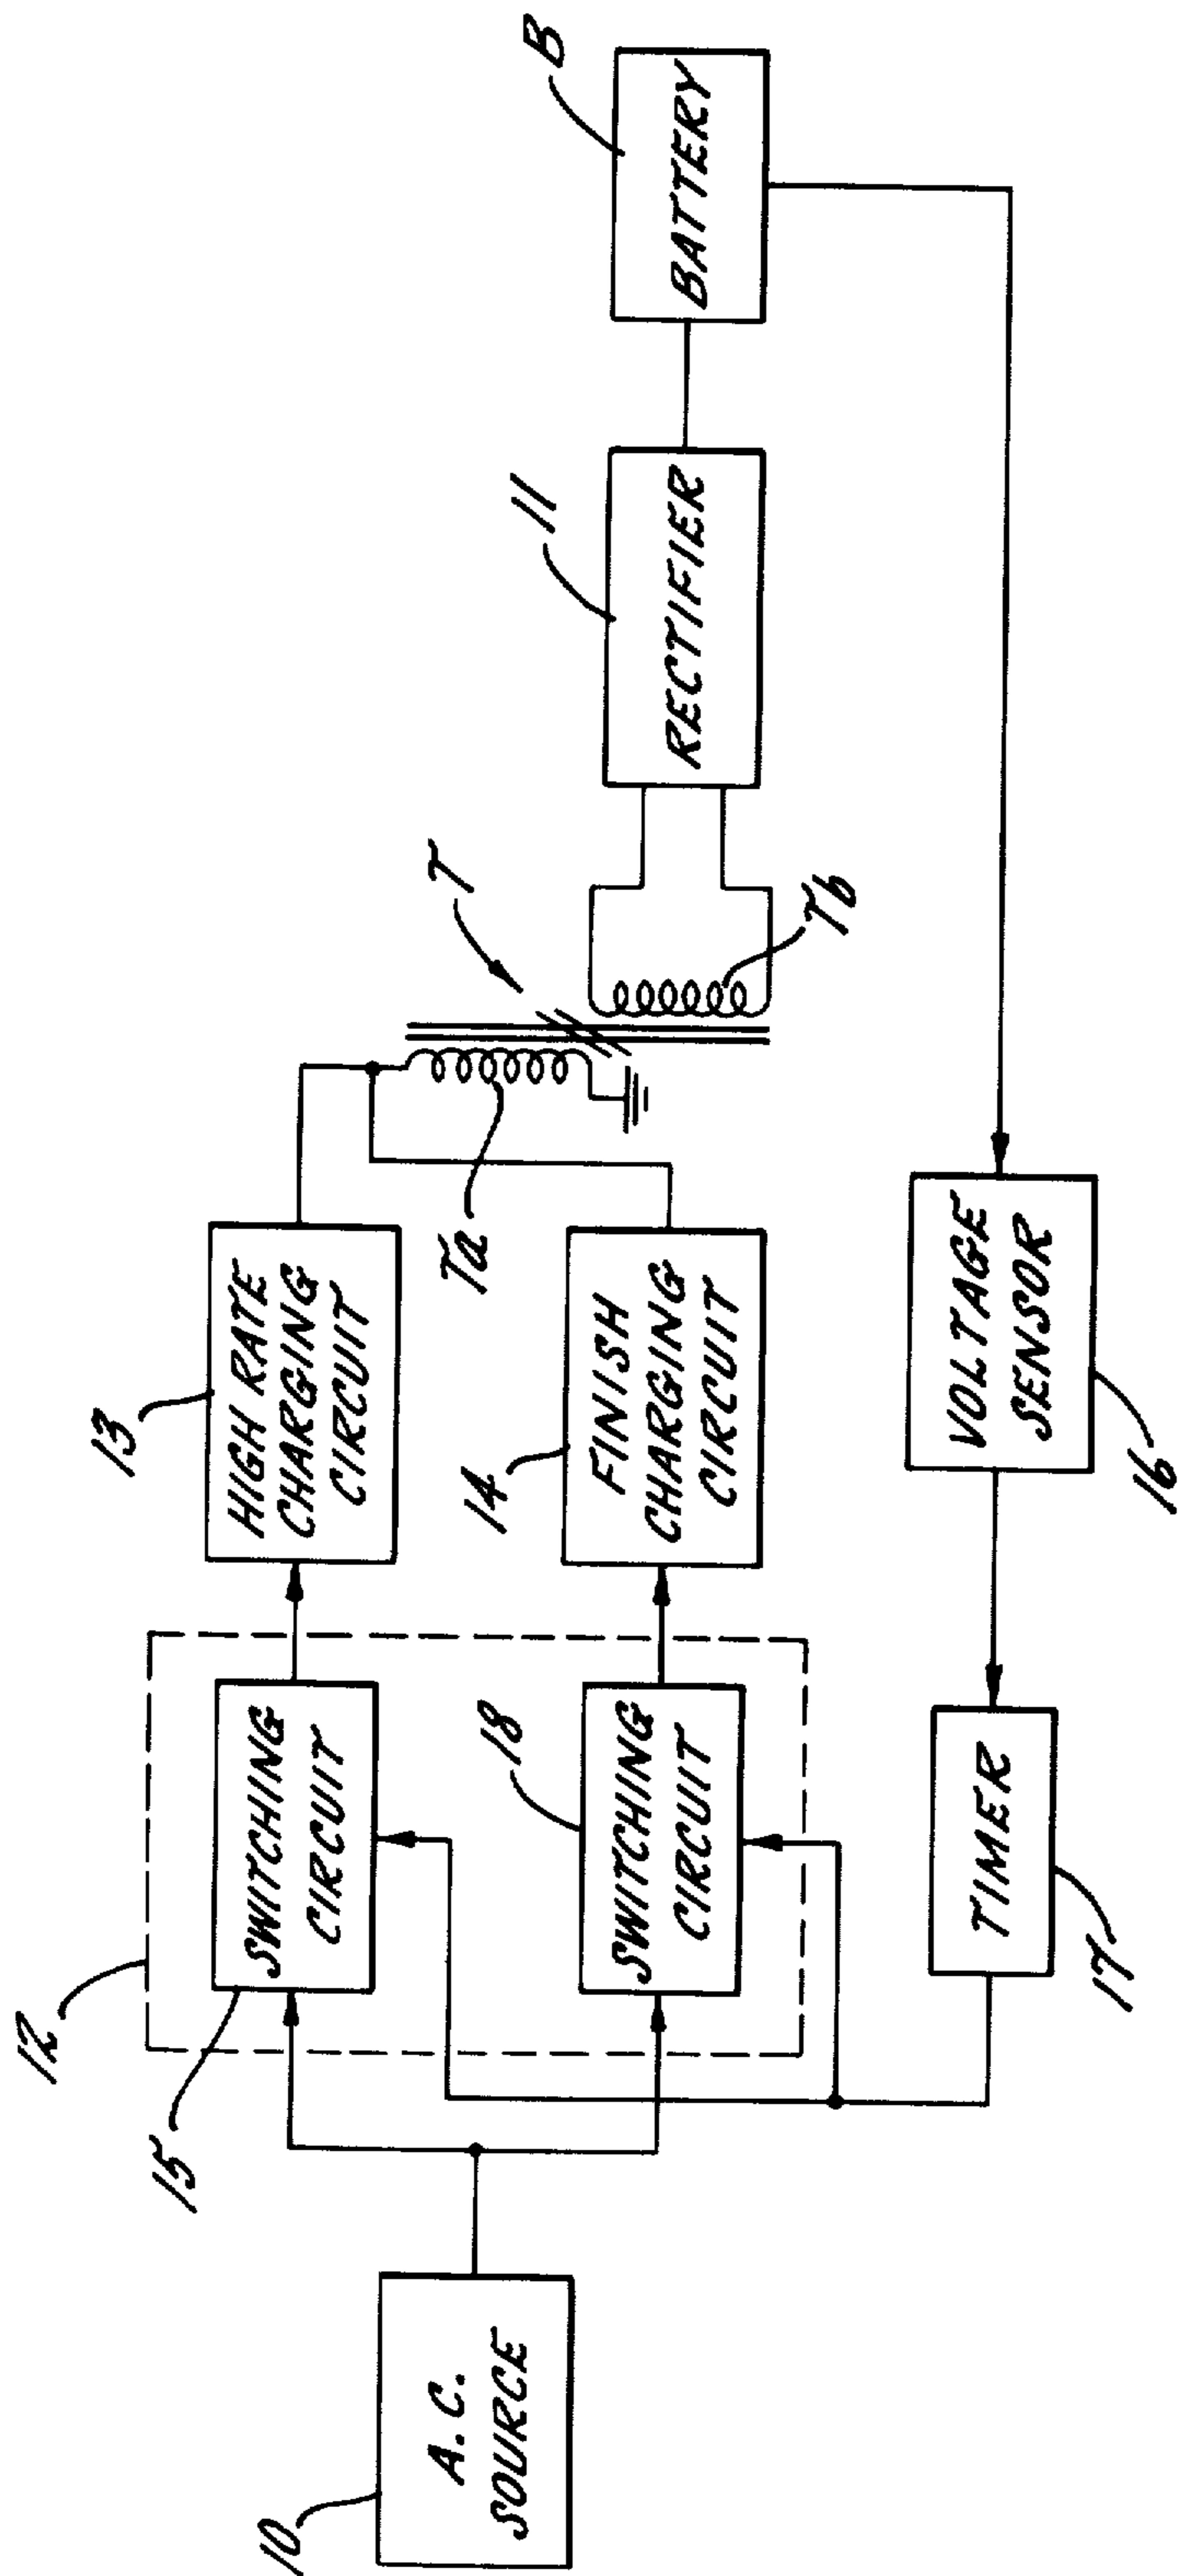 10
A.C.
SOURCE
12
15
SWITCHING
CIRCUIT
18
SWITCHING
CIRCUIT
13
HIGH RATE
CHARGING
CIRCUIT
14
FINISH
CHARGING
CIRCUIT
Ta
T
Tb
11
RECTIFIER
B
BATTERY
17
TIMER
16
VOLTAGE
SENSOR